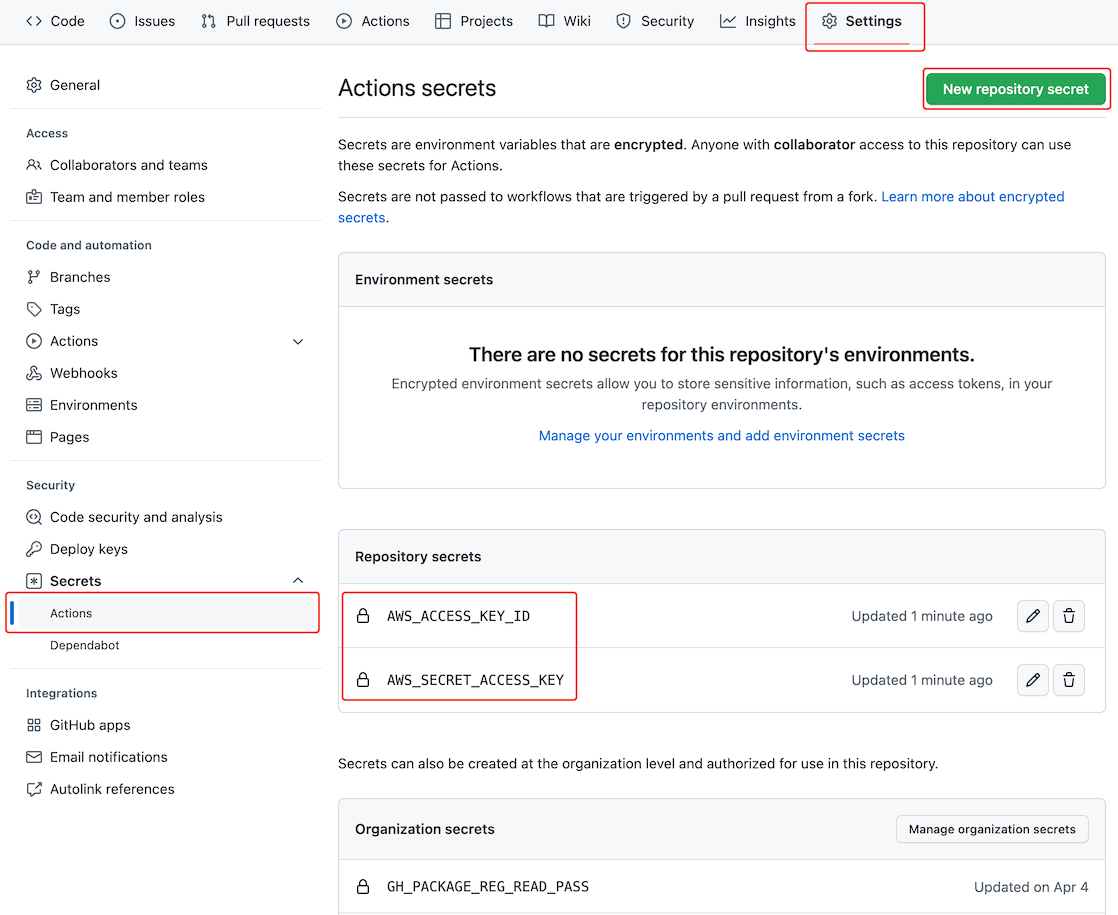 Code
Issues
Pull requests
Actions
Projects
Wiki
Security
Insights
Settings
General
Access
Collaborators and teams
Team and member roles
Code and automation
Branches
Tags
Actions
Webhooks
Environments
Pages
Security
Code security and analysis
Deploy keys
Secrets
Actions
Dependabot
Integrations
GitHub apps
Email notifications
Autolink references
Actions secrets
New repository secret
Secrets are environment variables that are encrypted. Anyone with collaborator access to this repository can use
these secrets for Actions.
Secrets are not passed to workflows that are triggered by a pull request from a fork. Learn more about encrypted
secrets.
Environment secrets
There are no secrets for this repository's environments.
Encrypted environment secrets allow you to store sensitive information, such as access tokens, in your
repository environments.
Manage your environments and add environment secrets
Repository secrets
AWS_ACCESS_KEY_ID
Updated 1 minute ago
AWS_SECRET_ACCESS_KEY
Updated 1 minute ago
Secrets can also be created at the organization level and authorized for use in this repository.
Organization secrets
Manage organization secrets
GH_PACKAGE_REG_READ_PASS
Updated on Apr 4